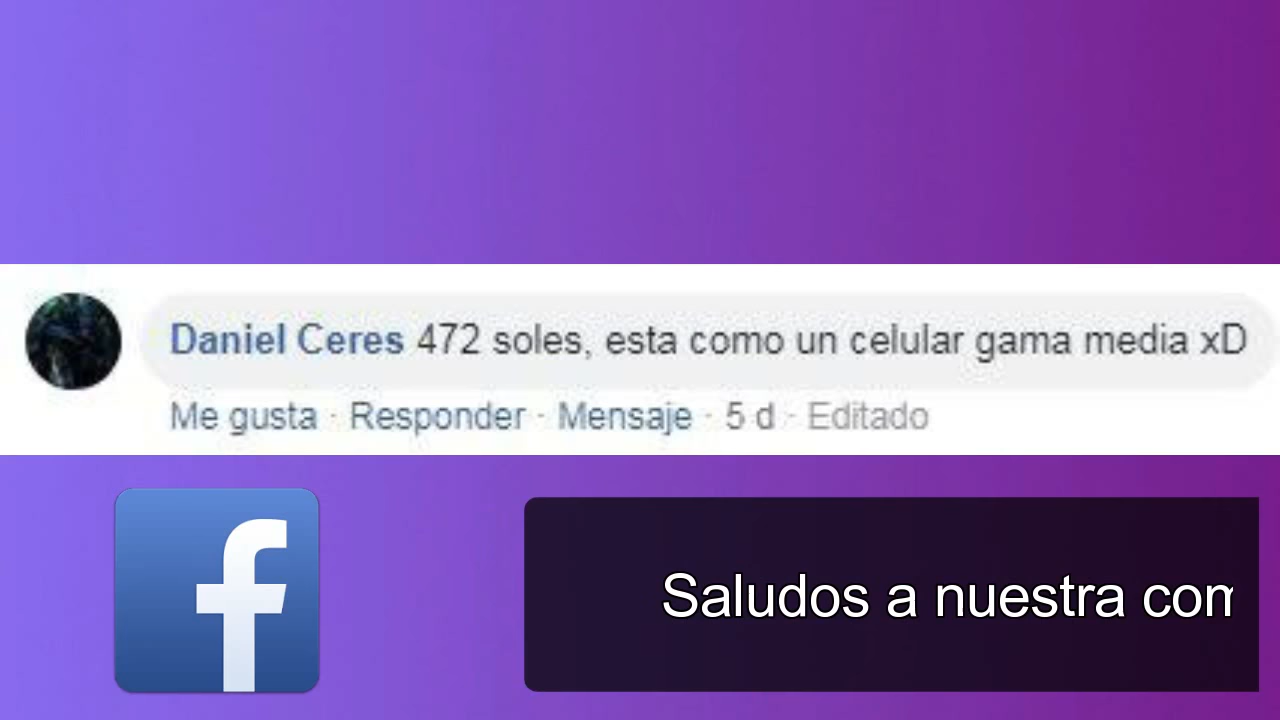 Daniel Ceres 472 soles, esta como un celular gama media xD
Me gusta · Responder · Mensaje · 5 d · Editado
Saludos a nuestra